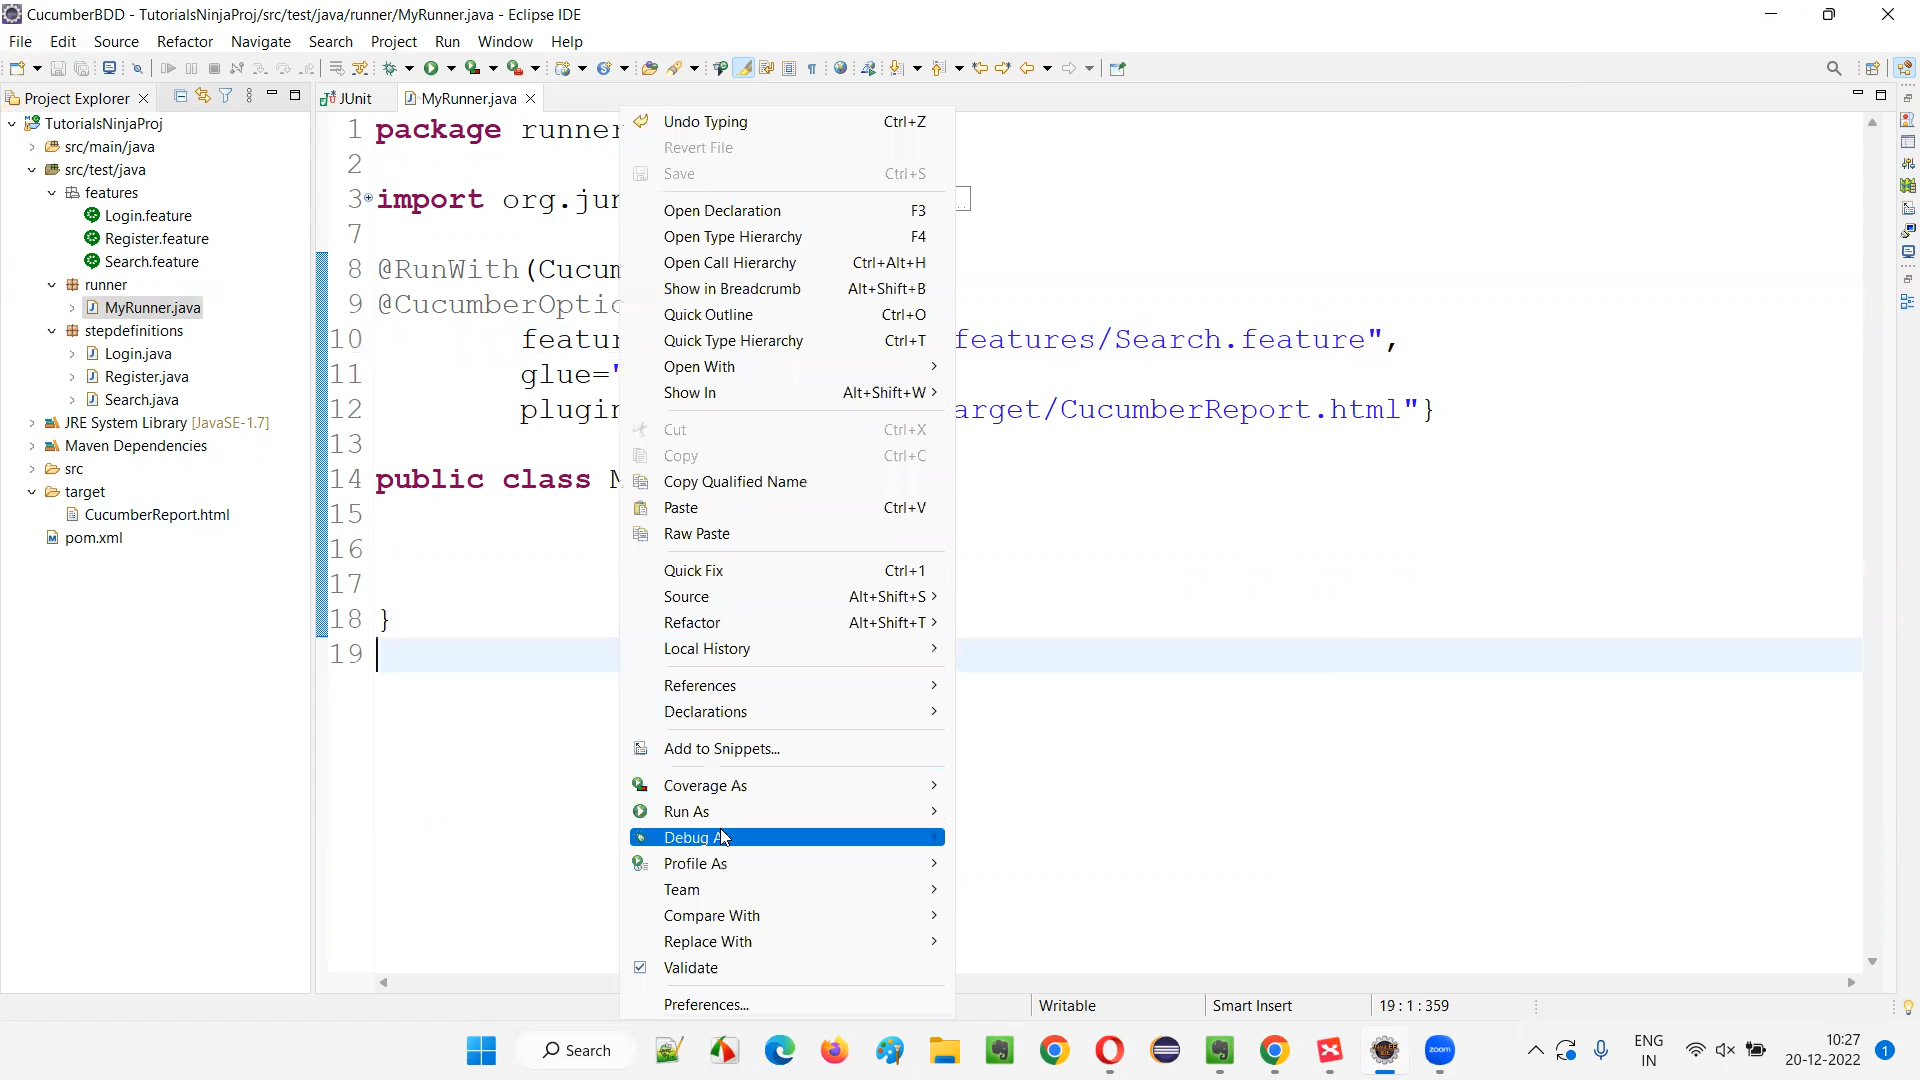 CucumberBDD - TutorialsNinjaProj/src/test/java/runner/MyRunner.java - Eclipse IDE
File Edit Source Refactor Navigate Search Project Run Window Help
Project Explorer
JUnit
MyRunner.java
TutorialsNinjaProj
src/main/java
src/test/java
features
Login.feature
Register.feature
Search.feature
runner
MyRunner.java
stepdefinitions
Login.java
Register.java
Search.java
JRE System Library [JavaSE-1.7]
Maven Dependencies
src
target
CucumberReport.html
pom.xml
1 package runner
2
3 import org.jun
7
8 @RunWith(Cucum
9 @CucumberOptio
10 featur features/Search.feature",
11 glue="
12 plugin arget/CucumberReport.html"}
13
14 public class M
15
16
17
18 }
19
Undo Typing Ctrl+Z
Revert File
Save Ctrl+S
Open Declaration F3
Open Type Hierarchy F4
Open Call Hierarchy Ctrl+Alt+H
Show in Breadcrumb Alt+Shift+B
Quick Outline Ctrl+O
Quick Type Hierarchy Ctrl+T
Open With
Show In Alt+Shift+W
Cut Ctrl+X
Copy Ctrl+C
Copy Qualified Name
Paste Ctrl+V
Raw Paste
Quick Fix Ctrl+1
Source Alt+Shift+S
Refactor Alt+Shift+T
Local History
References
Declarations
Add to Snippets...
Coverage As
Run As
Debug As
Profile As
Team
Compare With
Replace With
Validate
Preferences...
Writable Smart Insert 19 : 1 : 359
Search
zoom
ENG
IN
10:27
20-12-2022
1